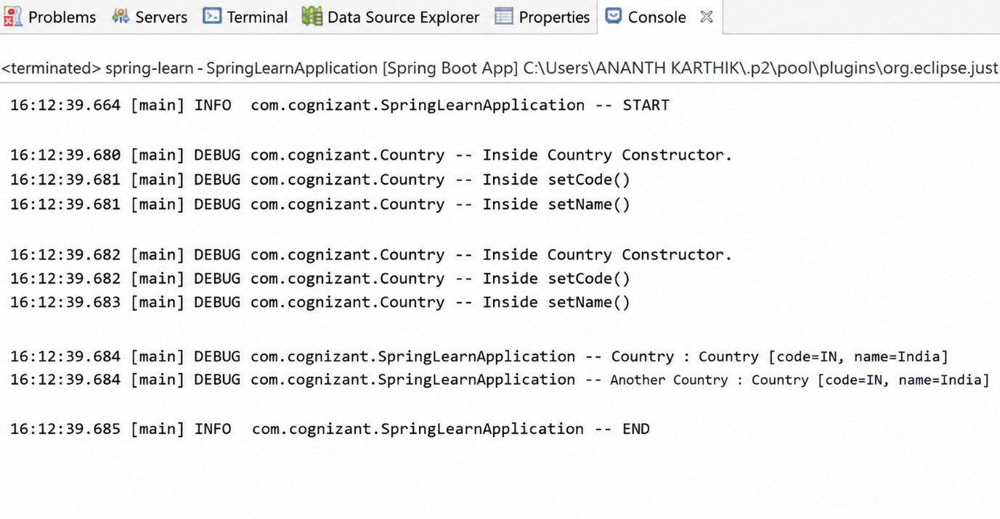 Problems Servers Terminal Data Source Explorer Properties Console
<terminated> spring-learn - SpringLearnApplication [Spring Boot App] C:\Users\ANANTH KARTHIK\.p2\pool\plugins\org.eclipse.just
16:12:39.664 [main] INFO  com.cognizant.SpringLearnApplication -- START
16:12:39.680 [main] DEBUG com.cognizant.Country -- Inside Country Constructor.
16:12:39.681 [main] DEBUG com.cognizant.Country -- Inside setCode()
16:12:39.681 [main] DEBUG com.cognizant.Country -- Inside setName()
16:12:39.682 [main] DEBUG com.cognizant.Country -- Inside Country Constructor.
16:12:39.682 [main] DEBUG com.cognizant.Country -- Inside setCode()
16:12:39.683 [main] DEBUG com.cognizant.Country -- Inside setName()
16:12:39.684 [main] DEBUG com.cognizant.SpringLearnApplication -- Country : Country [code=IN, name=India]
16:12:39.684 [main] DEBUG com.cognizant.SpringLearnApplication -- Another Country : Country [code=IN, name=India]
16:12:39.685 [main] INFO  com.cognizant.SpringLearnApplication -- END